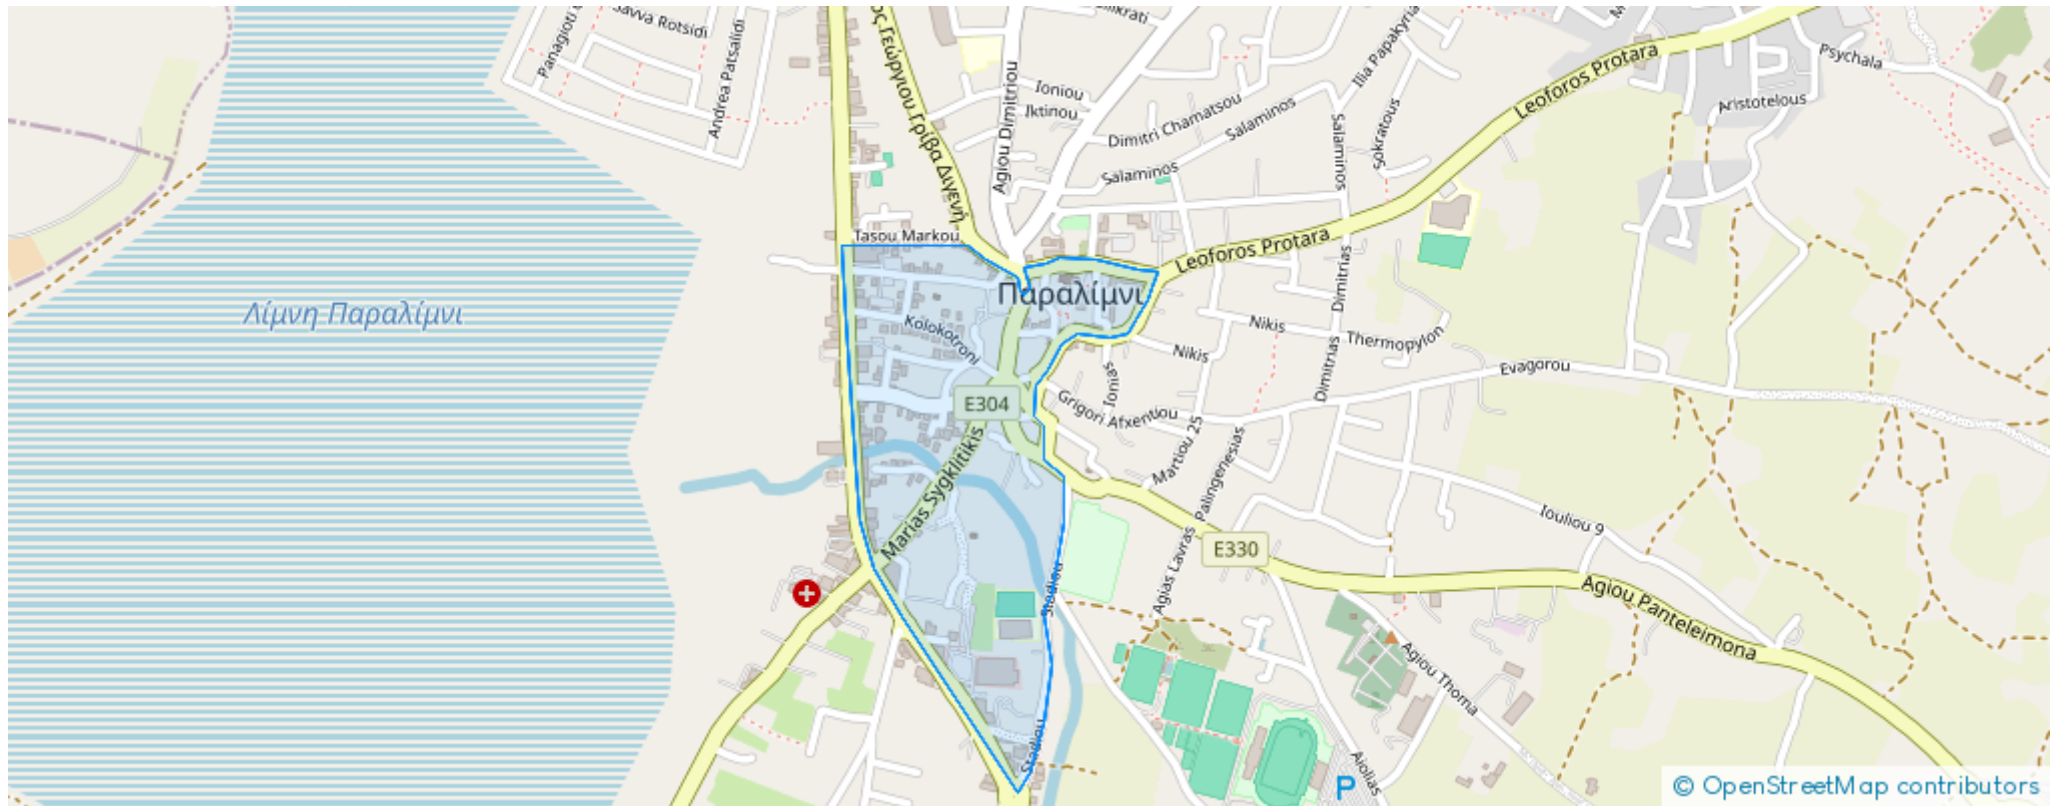 Savva Rotsidi
Andrea Patsalidi
Γεώργιου Γρίβα Διγενή
Agiou Dimitriou
Ioniou
Iktinou
Dimitri Chamatsou
Salaminos
Salaminos
Salaminos
Ilia Papakyria
Sokratous
Leoforos Protara
Psychala
Aristotelous
Tasou Markou
Leoforos Protara
Παραλίμνι
Λίμνη Παραλίμνι
Kolokotroni
Nikis
Nikis
Thermopylon
Dimitrias
Dimitrias
Evagorou
Ionias
Grigori Afxentiou
E304
Martiou 25
Palingenesias
Marias Sygklitikis
Iouliou 9
E330
Agias Lavras
Stadiou
Agiou Panteleimona
Agiou Thoma
Stadiou
Aiolias
P
© OpenStreetMap contributors